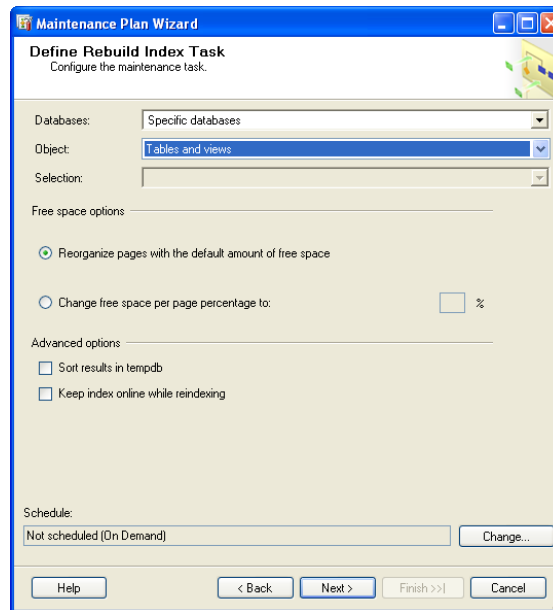 Maintenance Plan Wizard
Define Rebuild Index Task
Configure the maintenance task.
Databases: Specific databases
Object: Tables and views
Selection:
Free space options
Reorganize pages with the default amount of free space
Change free space per page percentage to: %
Advanced options
Sort results in tempdb
Keep index online while reindexing
Schedule:
Not scheduled (On Demand) Change...
Help < Back Next > Finish >>| Cancel